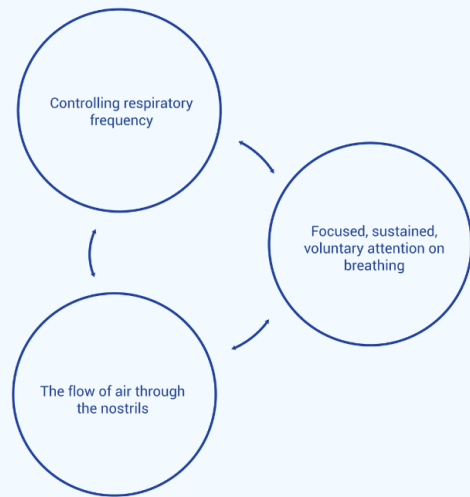 Controlling respiratory
frequency
Focused, sustained,
voluntary attention on
breathing
The flow of air through
the nostrils